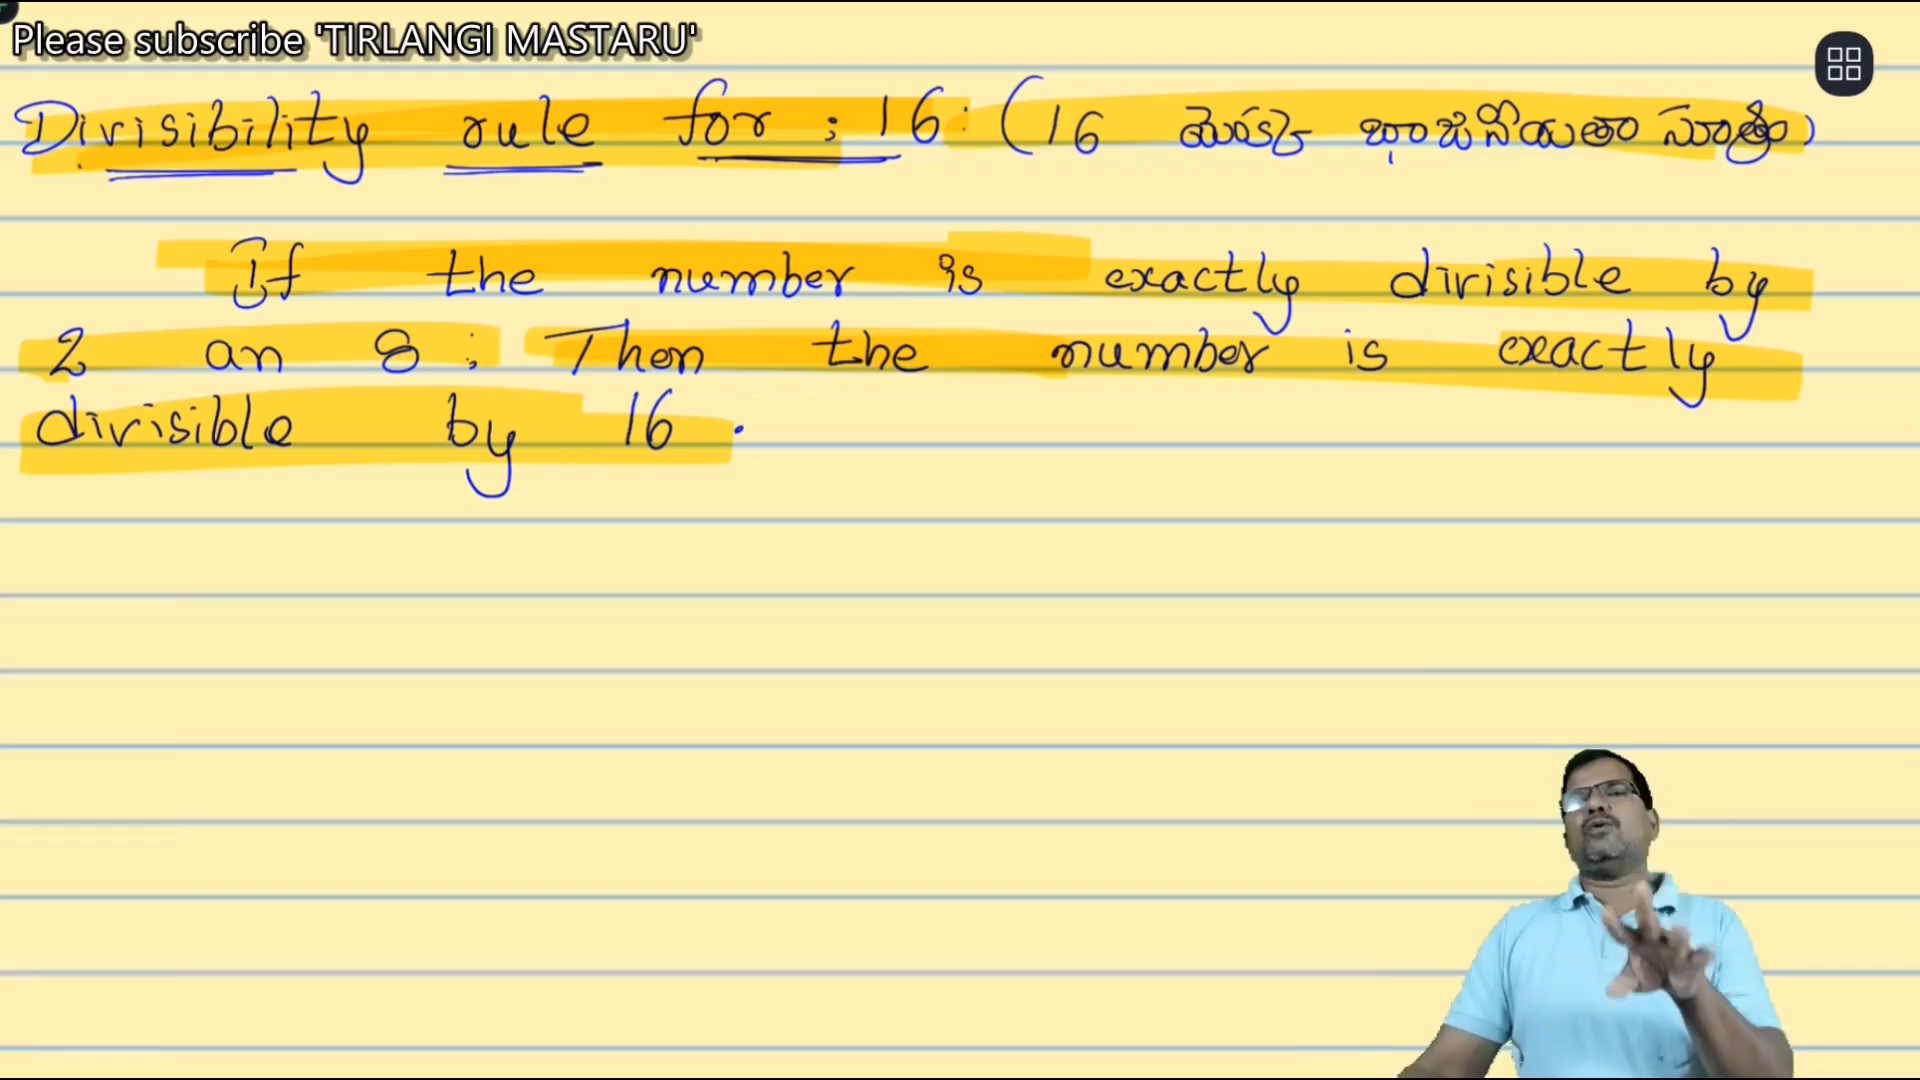 Please subscribe 'TIRLANGI MASTARU'
Divisibility rule for : 16 : (16 యొక్క భాజనీయతా సూత్రం)
If the number is exactly divisible by
2 an 8 ; Then the number is exactly
divisible by 16 .